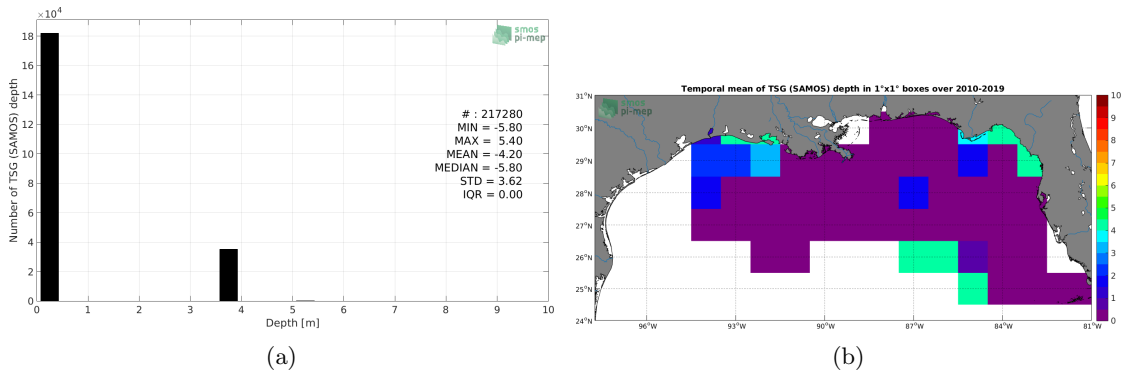 ×10⁴
18
16
14
12
10
8
6
4
2
0
Number of TSG (SAMOS) depth
smos
pi-mep
# : 217280
MIN = -5.80
MAX = 5.40
MEAN = -4.20
MEDIAN = -5.80
STD = 3.62
IQR = 0.00
0 1 2 3 4 5 6 7 8 9 10
Depth [m]
(a)
Temporal mean of TSG (SAMOS) depth in 1°x1° boxes over 2010-2019
smos
pi-mep
31°N
30°N
29°N
28°N
27°N
26°N
25°N
24°N
96°W 93°W 90°W 87°W 84°W 81°W
10
9
8
7
6
5
4
3
2
1
0
(b)